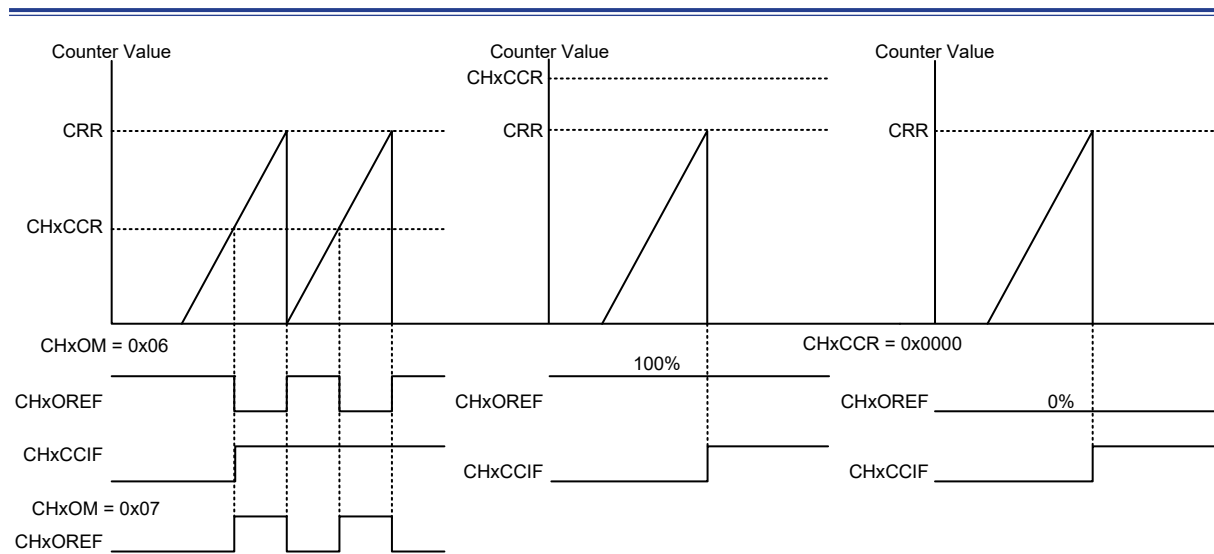 Counter Value
CRR
CHxCCR
CHxOM = 0x06
CHxOREF
CHxCCIF
CHxOM = 0x07
CHxOREF
Counter Value
CHxCCR
CRR
100%
CHxOREF
CHxCCIF
Counter Value
CRR
CHxCCR = 0x0000
CHxOREF
0%
CHxCCIF